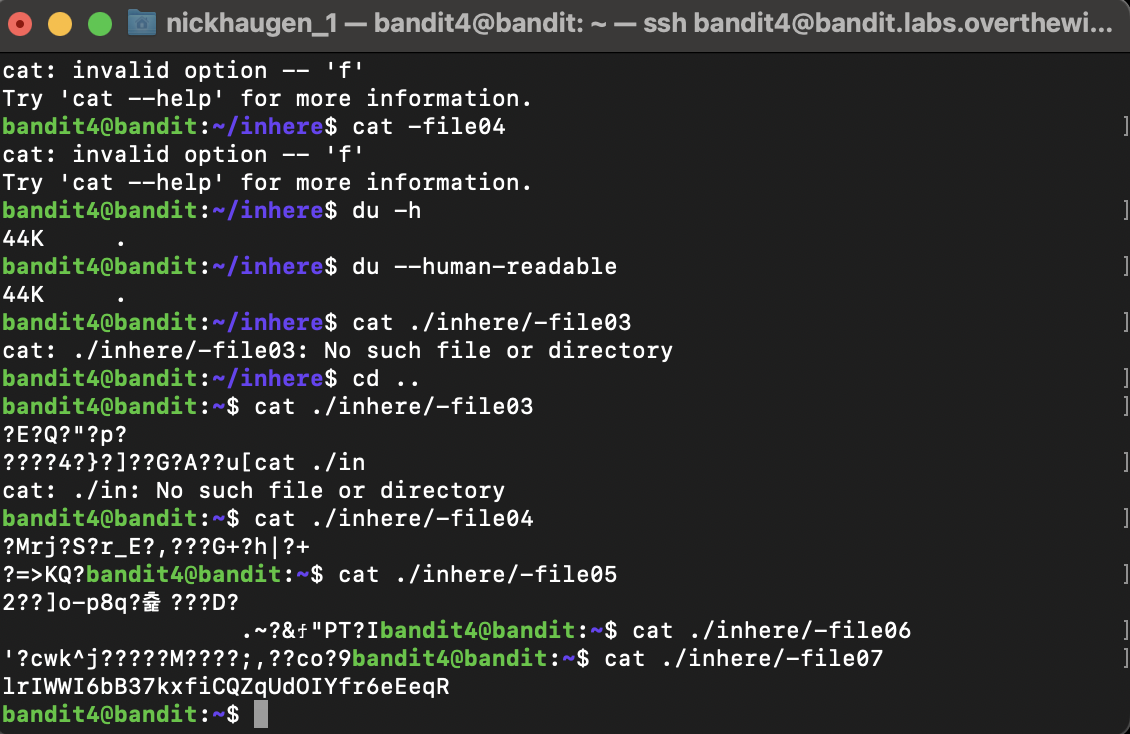 nickhaugen_1 — bandit4@bandit: ~ — ssh bandit4@bandit.labs.overthewi...
cat: invalid option -- 'f'
Try 'cat --help' for more information.
bandit4@bandit:~/inhere$ cat -file04
cat: invalid option -- 'f'
Try 'cat --help' for more information.
bandit4@bandit:~/inhere$ du -h
44K	.
bandit4@bandit:~/inhere$ du --human-readable
44K	.
bandit4@bandit:~/inhere$ cat ./inhere/-file03
cat: ./inhere/-file03: No such file or directory
bandit4@bandit:~/inhere$ cd ..
bandit4@bandit:~$ cat ./inhere/-file03
?E?Q?"?p?
????4?}?]??G?A??u[cat ./in
cat: ./in: No such file or directory
bandit4@bandit:~$ cat ./inhere/-file04
?Mrj?S?r_E?,???G+?h|?+
?=>KQ?bandit4@bandit:~$ cat ./inhere/-file05
2??]o-p8q? ???D?
.~?&"PT?Ibandit4@bandit:~$ cat ./inhere/-file06
'?cwk^j?????M????;,??co?9bandit4@bandit:~$ cat ./inhere/-file07
lrIWWI6bB37kxfiCQZqUdOIYfr6eEeqR
bandit4@bandit:~$